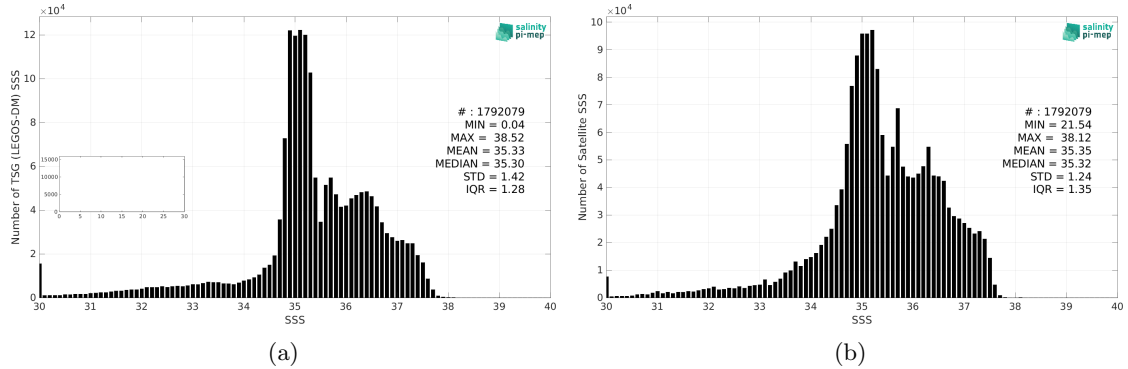 ×10⁴
salinity
pi-mep
Number of TSG (LEGOS-DM) SSS
12
10
8
6
4
2
0
# : 1792079
MIN = 0.04
MAX = 38.52
MEAN = 35.33
MEDIAN = 35.30
STD = 1.42
IQR = 1.28
15000
10000
5000
0
0 5 10 15 20 25 30
30 31 32 33 34 35 36 37 38 39 40
SSS
(a)
×10⁴
salinity
pi-mep
Number of Satellite SSS
10
9
8
7
6
5
4
3
2
1
0
# : 1792079
MIN = 21.54
MAX = 38.12
MEAN = 35.35
MEDIAN = 35.32
STD = 1.24
IQR = 1.35
30 31 32 33 34 35 36 37 38 39 40
SSS
(b)